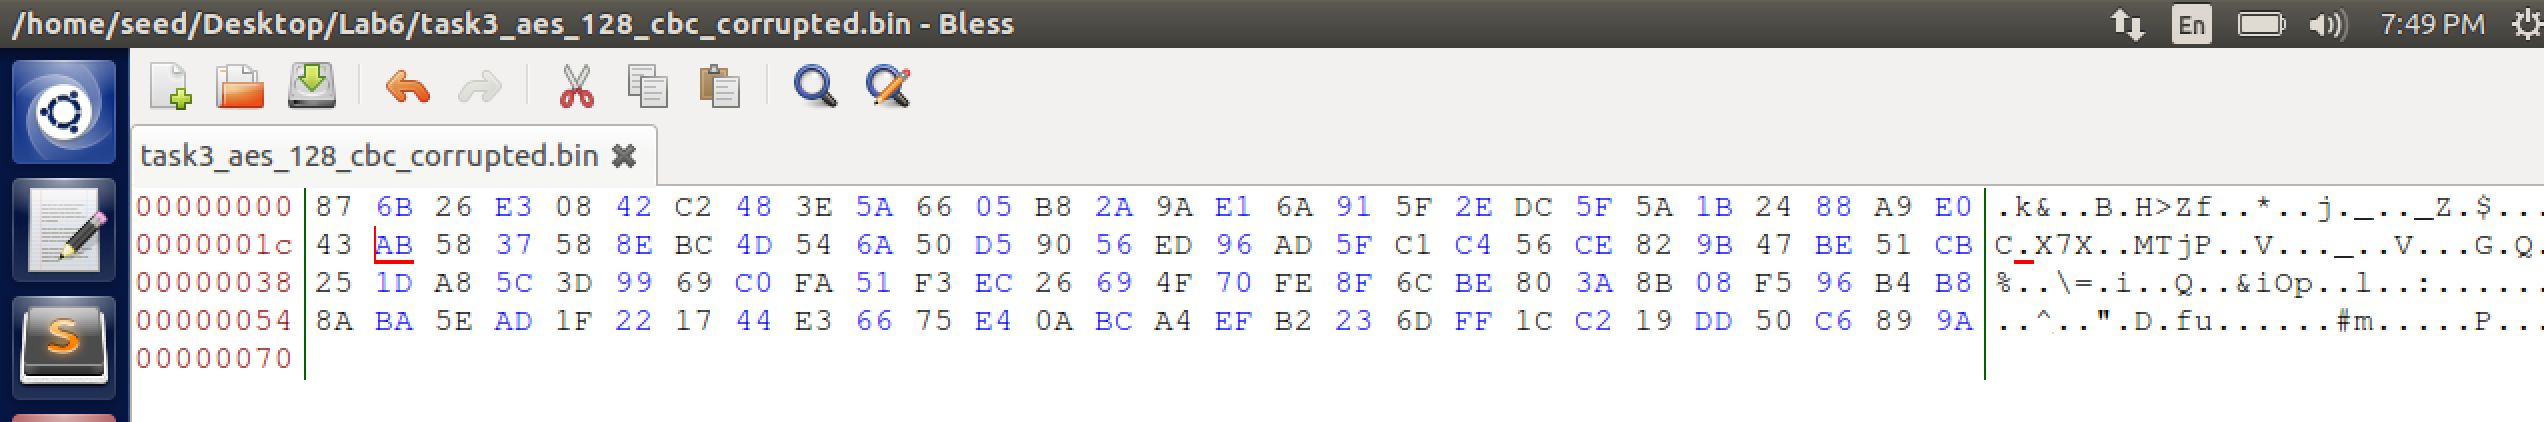 /home/seed/Desktop/Lab6/task3_aes_128_cbc_corrupted.bin - Bless En 7:49 PM
task3_aes_128_cbc_corrupted.bin
00000000 87 6B 26 E3 08 42 C2 48 3E 5A 66 05 B8 2A 9A E1 6A 91 5F 2E DC 5F 5A 1B 24 88 A9 E0 .k&..B.H>Zf..*..j._.._Z.$...
0000001c 43 AB 58 37 58 8E BC 4D 54 6A 50 D5 90 56 ED 96 AD 5F C1 C4 56 CE 82 9B 47 BE 51 CB C.X7X..MTjP..V..._..V...G.Q.
00000038 25 1D A8 5C 3D 99 69 C0 FA 51 F3 EC 26 69 4F 70 FE 8F 6C BE 80 3A 8B 08 F5 96 B4 B8 %..\=.i..Q..&iOp..l..:......
00000054 8A BA 5E AD 1F 22 17 44 E3 66 75 E4 0A BC A4 EF B2 23 6D FF 1C C2 19 DD 50 C6 89 9A ..^..".D.fu......#m.....P...
00000070